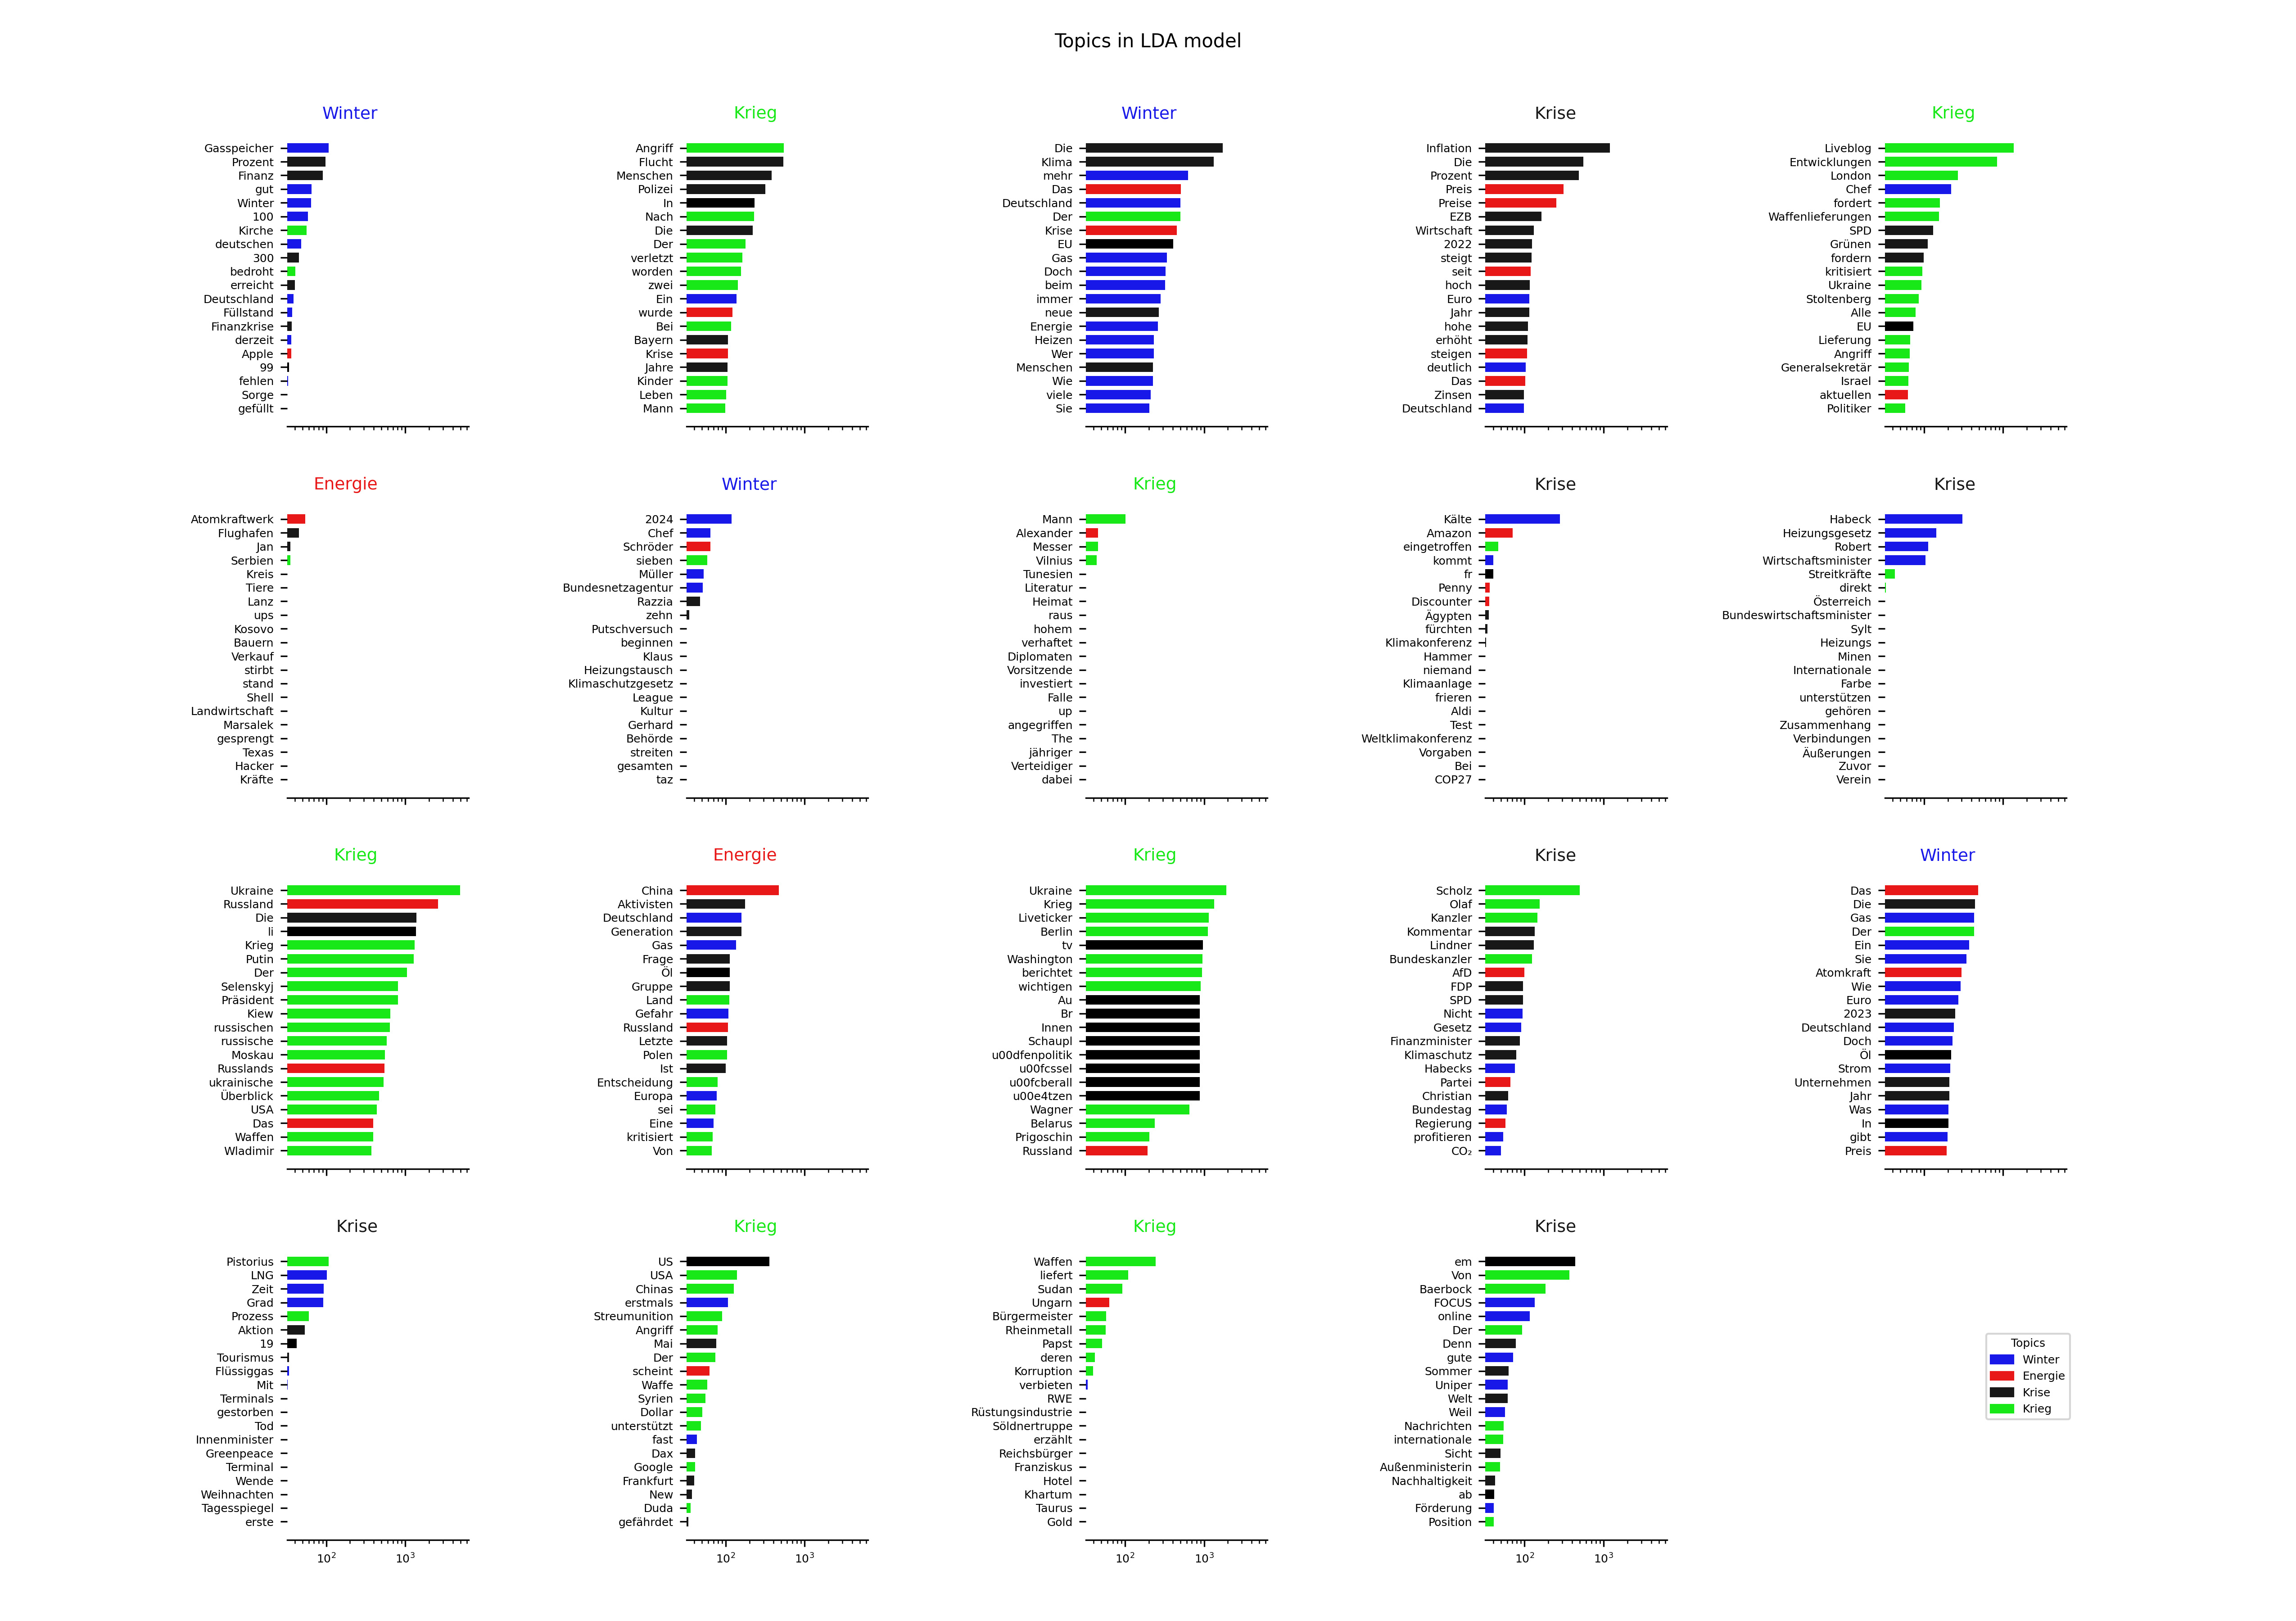 Topics in LDA model
Winter
Gasspeicher
Prozent
Finanz
gut
Winter
100
Kirche
deutschen
300
bedroht
erreicht
Deutschland
Füllstand
Finanzkrise
derzeit
Apple
99
fehlen
Sorge
gefüllt
Krieg
Angriff
Flucht
Menschen
Polizei
In
Nach
Die
Der
verletzt
worden
zwei
Ein
wurde
Bei
Bayern
Krise
Jahre
Kinder
Leben
Mann
Winter
Die
Klima
mehr
Das
Deutschland
Der
Krise
EU
Gas
Doch
beim
immer
neue
Energie
Heizen
Wer
Menschen
Wie
viele
Sie
Krise
Inflation
Die
Prozent
Preis
Preise
EZB
Wirtschaft
2022
steigt
seit
hoch
Euro
Jahr
hohe
erhöht
steigen
deutlich
Das
Zinsen
Deutschland
Krieg
Liveblog
Entwicklungen
London
Chef
fordert
Waffenlieferungen
SPD
Grünen
fordern
kritisiert
Ukraine
Stoltenberg
Alle
EU
Lieferung
Angriff
Generalsekretär
Israel
aktuellen
Politiker
Energie
Atomkraftwerk
Flughafen
Jan
Serbien
Kreis
Tiere
Lanz
ups
Kosovo
Bauern
Verkauf
stirbt
stand
Shell
Landwirtschaft
Marsalek
gesprengt
Texas
Hacker
Kräfte
Winter
2024
Chef
Schröder
sieben
Müller
Bundesnetzagentur
Razzia
zehn
Putschversuch
beginnen
Klaus
Heizungstausch
Klimaschutzgesetz
League
Kultur
Gerhard
Behörde
streiten
gesamten
taz
Krieg
Mann
Alexander
Messer
Vilnius
Tunesien
Literatur
Heimat
raus
hohem
verhaftet
Diplomaten
Vorsitzende
investiert
Falle
up
angegriffen
The
jähriger
Verteidiger
dabei
Krise
Kälte
Amazon
eingetroffen
kommt
fr
Penny
Discounter
Ägypten
fürchten
Klimakonferenz
Hammer
niemand
Klimaanlage
frieren
Aldi
Test
Weltklimakonferenz
Vorgaben
Bei
COP27
Krise
Habeck
Heizungsgesetz
Robert
Wirtschaftsminister
Streitkräfte
direkt
Österreich
Bundeswirtschaftsminister
Sylt
Heizungs
Minen
Internationale
Farbe
unterstützen
gehören
Zusammenhang
Verbindungen
Äußerungen
Zuvor
Verein
Krieg
Ukraine
Russland
Die
li
Krieg
Putin
Der
Selenskyj
Präsident
Kiew
russischen
russische
Moskau
Russlands
ukrainische
Überblick
USA
Das
Waffen
Wladimir
Energie
China
Aktivisten
Deutschland
Generation
Gas
Frage
Öl
Gruppe
Land
Gefahr
Russland
Letzte
Polen
Ist
Entscheidung
Europa
sei
Eine
kritisiert
Von
Krieg
Ukraine
Krieg
Liveticker
Berlin
tv
Washington
berichtet
wichtigen
Au
Br
Innen
Schaupl
u00dfenpolitik
u00fcssel
u00fcberall
u00e4tzen
Wagner
Belarus
Prigoschin
Russland
Krise
Scholz
Olaf
Kanzler
Kommentar
Lindner
Bundeskanzler
AfD
FDP
SPD
Nicht
Gesetz
Finanzminister
Klimaschutz
Habecks
Partei
Christian
Bundestag
Regierung
profitieren
CO₂
Winter
Das
Die
Gas
Der
Ein
Sie
Atomkraft
Wie
Euro
2023
Deutschland
Doch
Öl
Strom
Unternehmen
Jahr
Was
In
gibt
Preis
Krise
Pistorius
LNG
Zeit
Grad
Prozess
Aktion
19
Tourismus
Flüssiggas
Mit
Terminals
gestorben
Tod
Innenminister
Greenpeace
Terminal
Wende
Weihnachten
Tagesspiegel
erste
10² 10³
Krieg
US
USA
Chinas
erstmals
Streumunition
Angriff
Mai
Der
scheint
Waffe
Syrien
Dollar
unterstützt
fast
Dax
Google
Frankfurt
New
Duda
gefährdet
10² 10³
Krieg
Waffen
liefert
Sudan
Ungarn
Bürgermeister
Rheinmetall
Papst
deren
Korruption
verbieten
RWE
Rüstungsindustrie
Söldnertruppe
erzählt
Reichsbürger
Franziskus
Hotel
Khartum
Taurus
Gold
10² 10³
Krise
em
Von
Baerbock
FOCUS
online
Der
Denn
gute
Sommer
Uniper
Welt
Weil
Nachrichten
internationale
Sicht
Außenministerin
Nachhaltigkeit
ab
Förderung
Position
10² 10³
Topics
Winter
Energie
Krise
Krieg